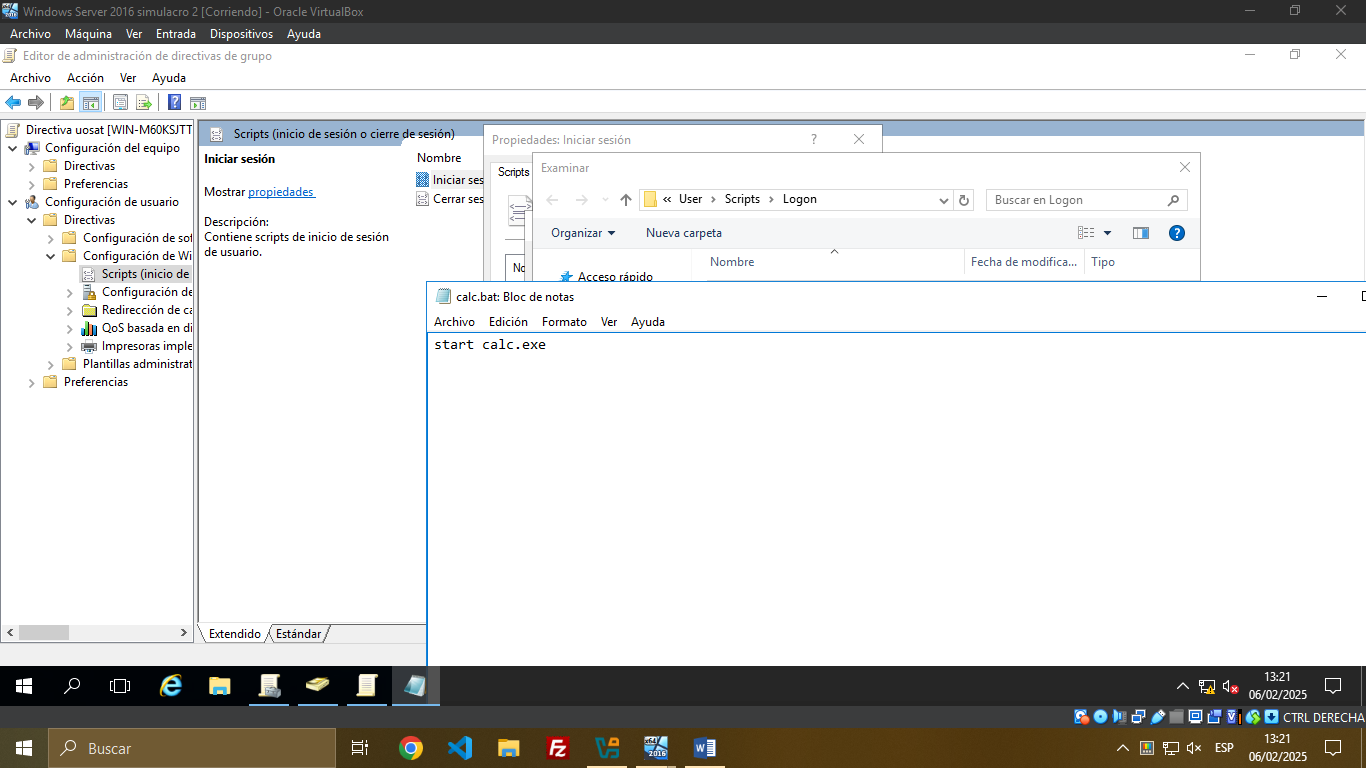 Windows Server 2016 simulacro 2 [Corriendo] - Oracle VirtualBox
Archivo Máquina Ver Entrada Dispositivos Ayuda
Editor de administración de directivas de grupo
Archivo Acción Ver Ayuda
Directiva uosat [WIN-M60KSJTT
Configuración del equipo
Directivas
Preferencias
Configuración de usuario
Directivas
Configuración de sof
Configuración de Wi
Scripts (inicio de
Configuración de
Redirección de ca
QoS basada en di
Impresoras imple
Plantillas administrat
Preferencias
Scripts (inicio de sesión o cierre de sesión)
Iniciar sesión
Mostrar propiedades
Descripción:
Contiene scripts de inicio de sesión
de usuario.
Nombre
Iniciar ses
Cerrar ses
Extendido Estándar
Propiedades: Iniciar sesión
?
Scripts
No
Examinar
« User > Scripts > Logon
Buscar en Logon
Organizar Nueva carpeta
?
Acceso rápido
Nombre Fecha de modifica... Tipo
calc.bat: Bloc de notas
Archivo Edición Formato Ver Ayuda
start calc.exe
13:21
06/02/2025
CTRL DERECHA
Buscar
ESP
13:21
06/02/2025